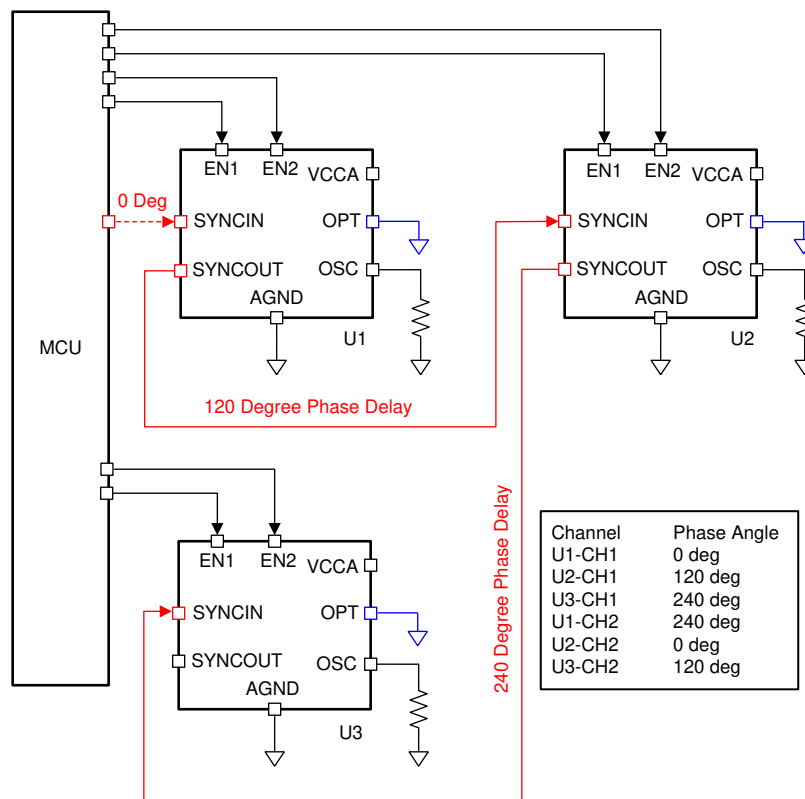 MCU
0 Deg
EN1
EN2
VCCA
SYNCIN
OPT
SYNCOUT
OSC
AGND
U1
EN1
EN2
VCCA
SYNCIN
OPT
SYNCOUT
OSC
AGND
U2
120 Degree Phase Delay
240 Degree Phase Delay
EN1
EN2
VCCA
SYNCIN
OPT
SYNCOUT
OSC
AGND
U3
Channel Phase Angle
U1-CH1 0 deg
U2-CH1 120 deg
U3-CH1 240 deg
U1-CH2 240 deg
U2-CH2 0 deg
U3-CH2 120 deg